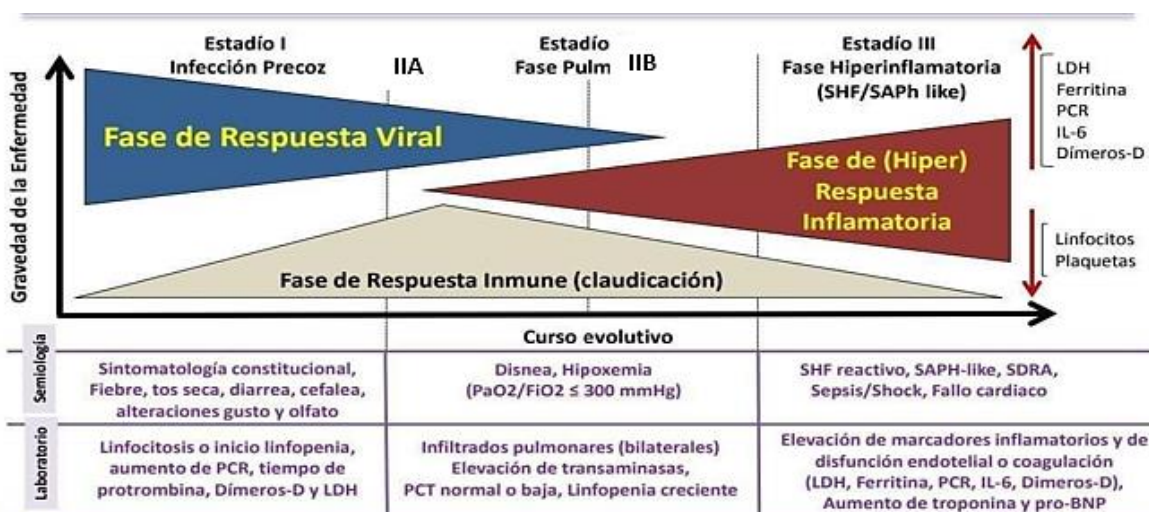 Estadío I
Infección Precoz
IIA
Estadío
Fase Pulm
IIB
Estadío III
Fase Hiperinflamatoria
(SHF/SAPh like)
LDH
Ferritina
PCR
IL-6
Dímeros-D
Gravedad de la Enfermedad
Fase de Respuesta Viral
Fase de (Hiper)
Respuesta
Inflamatoria
Linfocitos
Plaquetas
Fase de Respuesta Inmune (claudicación)
Curso evolutivo
Semiología
Sintomatología constitucional,
Fiebre, tos seca, diarrea, cefalea,
alteraciones gusto y olfato
Disnea, Hipoxemia
(PaO2/FiO2 ≤ 300 mmHg)
SHF reactivo, SAPH-like, SDRA,
Sepsis/Shock, Fallo cardiaco
Laboratorio
Linfocitosis o inicio linfopenia,
aumento de PCR, tiempo de
protrombina, Dímeros-D y LDH
Infiltrados pulmonares (bilaterales)
Elevación de transaminasas,
PCT normal o baja, Linfopenia creciente
Elevación de marcadores inflamatorios y de
disfunción endotelial o coagulación
(LDH, Ferritina, PCR, IL-6, Dimeros-D),
Aumento de troponina y pro-BNP